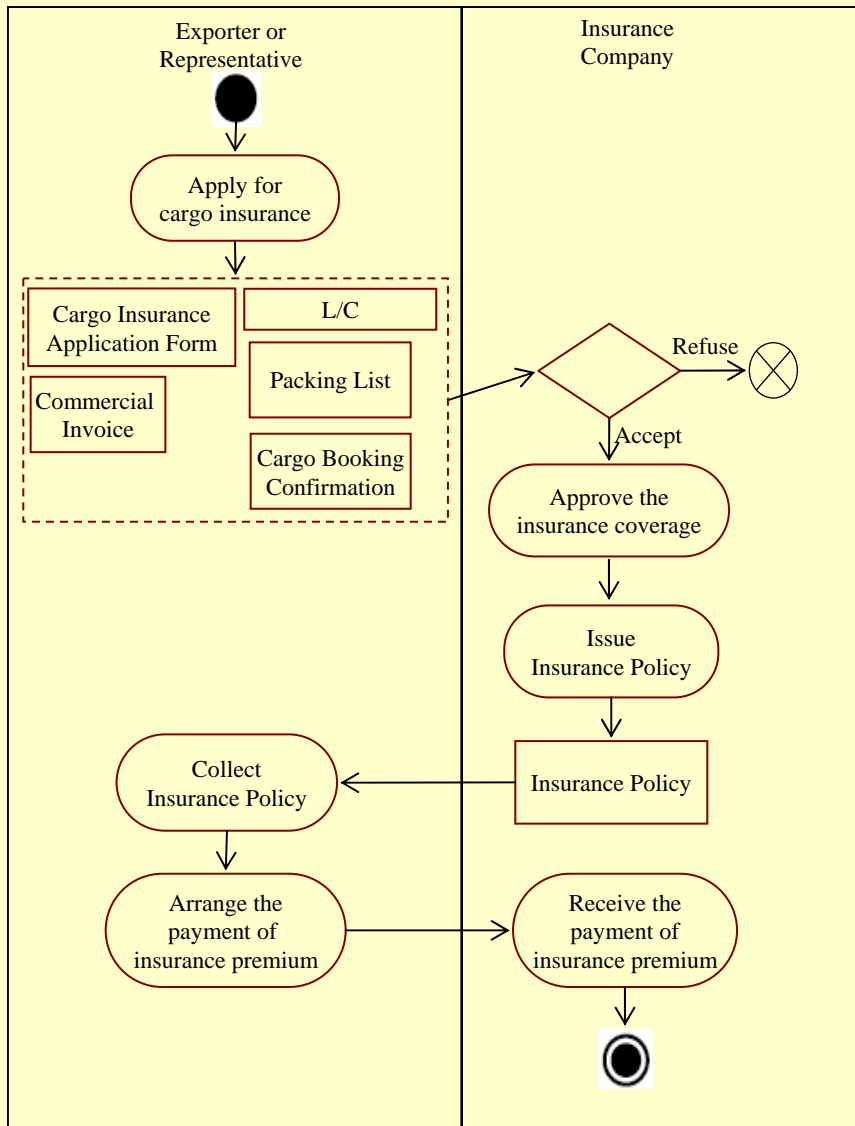 Exporter or
Representative
Insurance
Company
Apply for
cargo insurance
Cargo Insurance
Application Form
L/C
Packing List
Commercial
Invoice
Cargo Booking
Confirmation
Refuse
Accept
Approve the
insurance coverage
Issue
Insurance Policy
Insurance Policy
Collect
Insurance Policy
Arrange the
payment of
insurance premium
Receive the
payment of
insurance premium